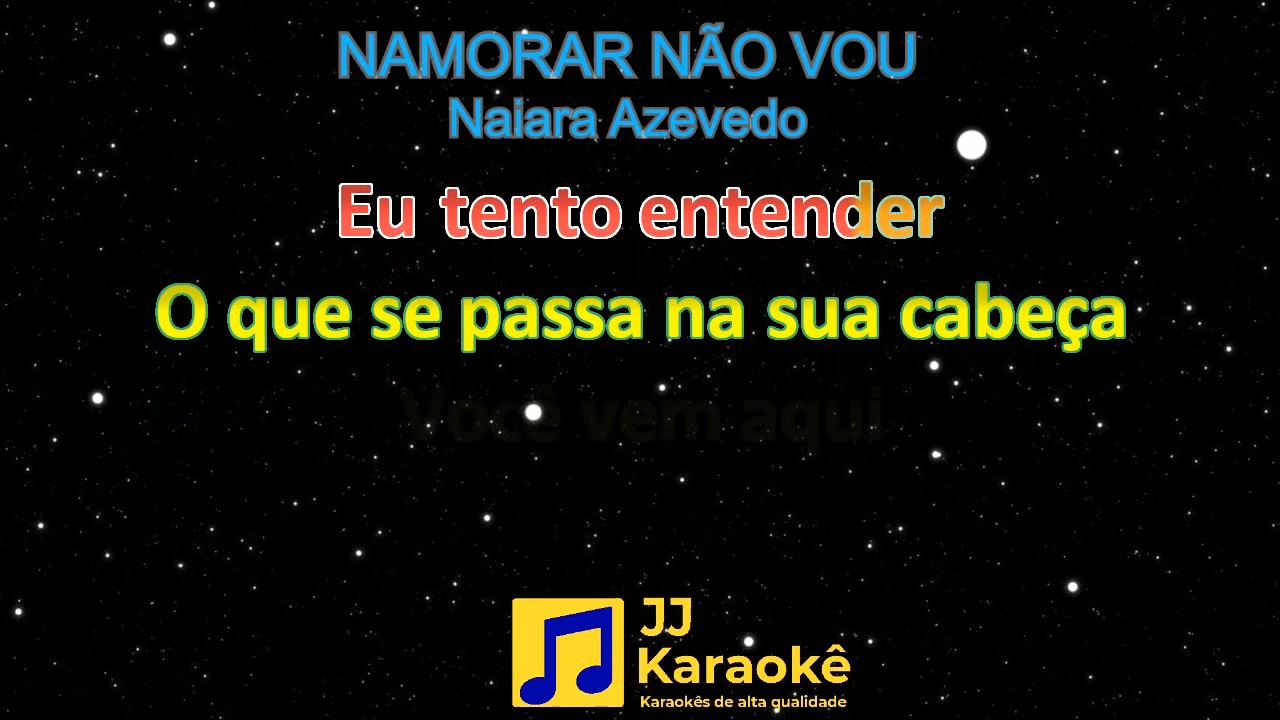 NAMORAR NÃO VOU
Naiara Azevedo
Eu tento entender
O que se passa na sua cabeça
Você vem aqui
JJ
Karaokê
Karaokês de alta qualidade